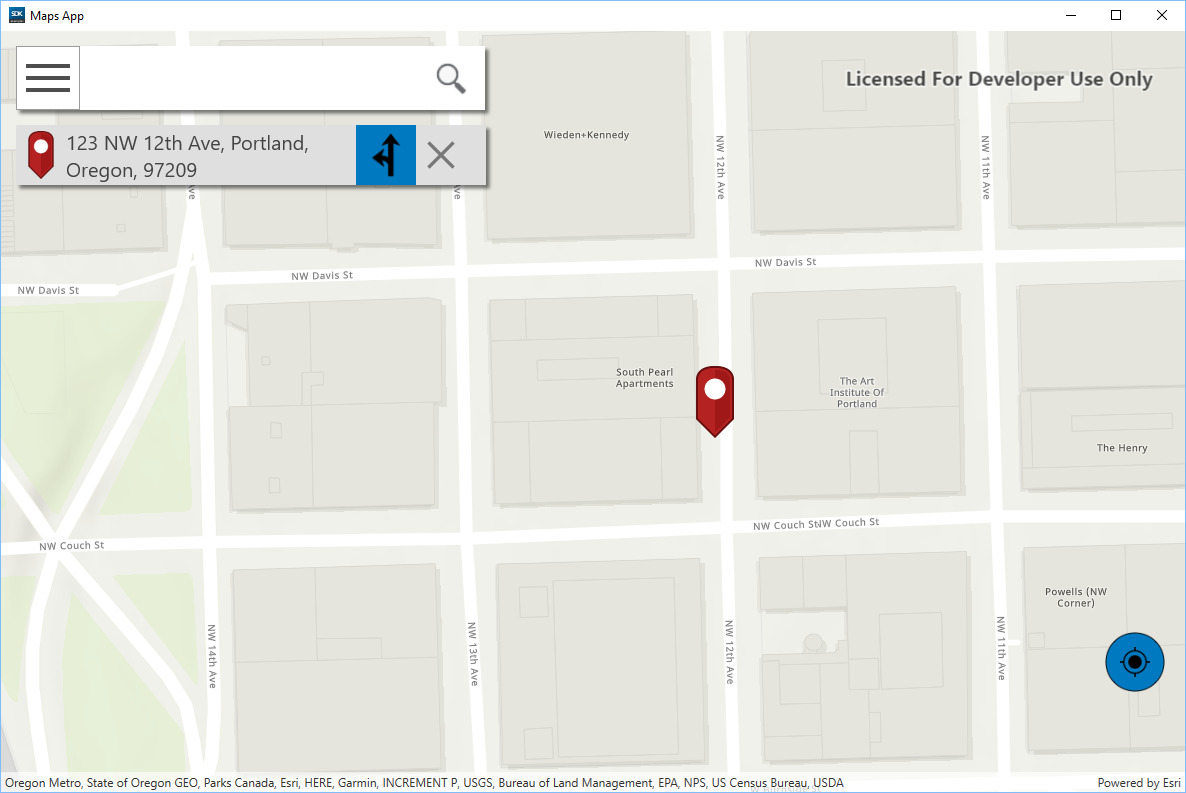 SDK
Maps App
Licensed For Developer Use Only
123 NW 12th Ave, Portland,
Oregon, 97209
Wieden+Kennedy
NW 12th Ave
NW 11th Ave
Ave
Ave
NW Davis St
NW Davis St
NW Davis St
South Pearl
Apartments
The Art
Institute Of
Portland
The Henry
NW Couch St
NW Couch St
NW Couch St
Powells (NW
Corner)
NW 14th Ave
NW 13th Ave
NW 12th Ave
NW 11th Ave
Oregon Metro, State of Oregon GEO, Parks Canada, Esri, HERE, Garmin, INCREMENT P, USGS, Bureau of Land Management, EPA, NPS, US Census Bureau, USDA
Powered by Esri